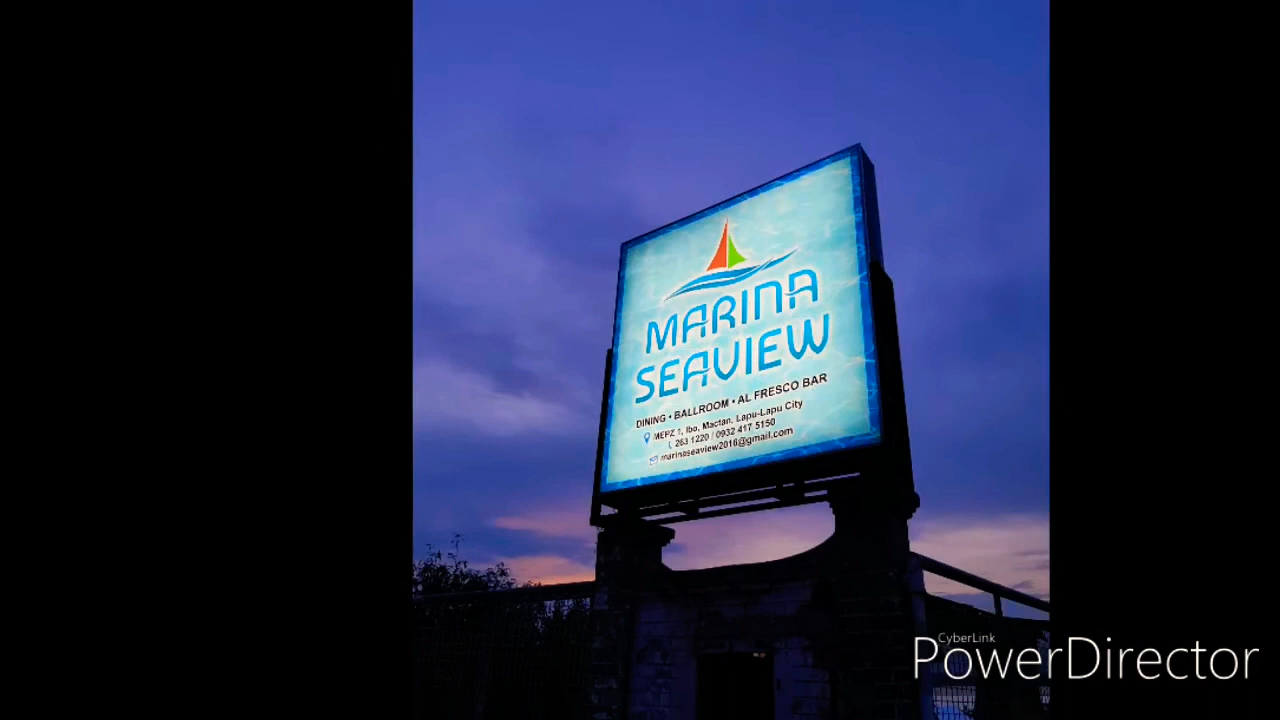 MARINA
SEAVIEW
DINING • BALLROOM • AL FRESCO BAR
MEPZ 1, Ibo, Mactan, Lapu-Lapu City
263 1220 / 0932 417 5150
marinaseaview2016@gmail.com
CyberLink
PowerDirector